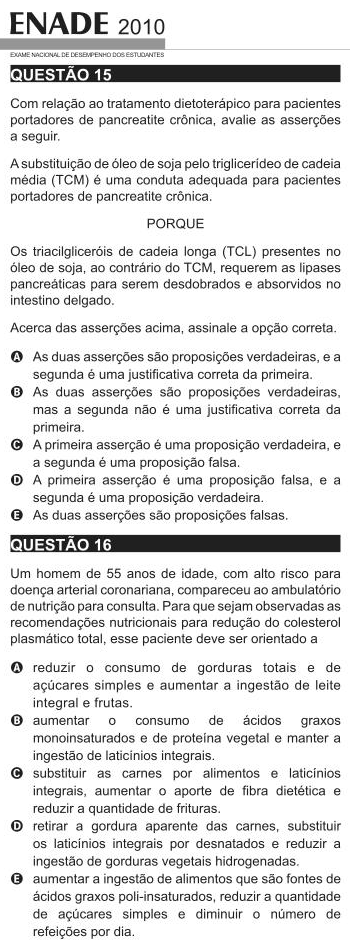 ENADE 2010
EXAME NACIONAL DE DESEMPENHO DOS ESTUDANTES
QUESTÃO 15
Com relação ao tratamento dietoterápico para pacientes
portadores de pancreatite crônica, avalie as asserções
a seguir.
A substituição de óleo de soja pelo triglicerídeo de cadeia
média (TCM) é uma conduta adequada para pacientes
portadores de pancreatite crônica.
PORQUE
Os triacilgliceróis de cadeia longa (TCL) presentes no
óleo de soja, ao contrário do TCM, requerem as lipases
pancreáticas para serem desdobrados e absorvidos no
intestino delgado.
Acerca das asserções acima, assinale a opção correta.
A As duas asserções são proposições verdadeiras, e a
segunda é uma justificativa correta da primeira.
B As duas asserções são proposições verdadeiras,
mas a segunda não é uma justificativa correta da
primeira.
C A primeira asserção é uma proposição verdadeira, e
a segunda é uma proposição falsa.
D A primeira asserção é uma proposição falsa, e a
segunda é uma proposição verdadeira.
E As duas asserções são proposições falsas.
QUESTÃO 16
Um homem de 55 anos de idade, com alto risco para
doença arterial coronariana, compareceu ao ambulatório
de nutrição para consulta. Para que sejam observadas as
recomendações nutricionais para redução do colesterol
plasmático total, esse paciente deve ser orientado a
A reduzir o consumo de gorduras totais e de
açúcares simples e aumentar a ingestão de leite
integral e frutas.
B aumentar o consumo de ácidos graxos
monoinsaturados e de proteína vegetal e manter a
ingestão de laticínios integrais.
C substituir as carnes por alimentos e laticínios
integrais, aumentar o aporte de fibra dietética e
reduzir a quantidade de frituras.
D retirar a gordura aparente das carnes, substituir
os laticínios integrais por desnatados e reduzir a
ingestão de gorduras vegetais hidrogenadas.
E aumentar a ingestão de alimentos que são fontes de
ácidos graxos poli-insaturados, reduzir a quantidade
de açúcares simples e diminuir o número de
refeições por dia.